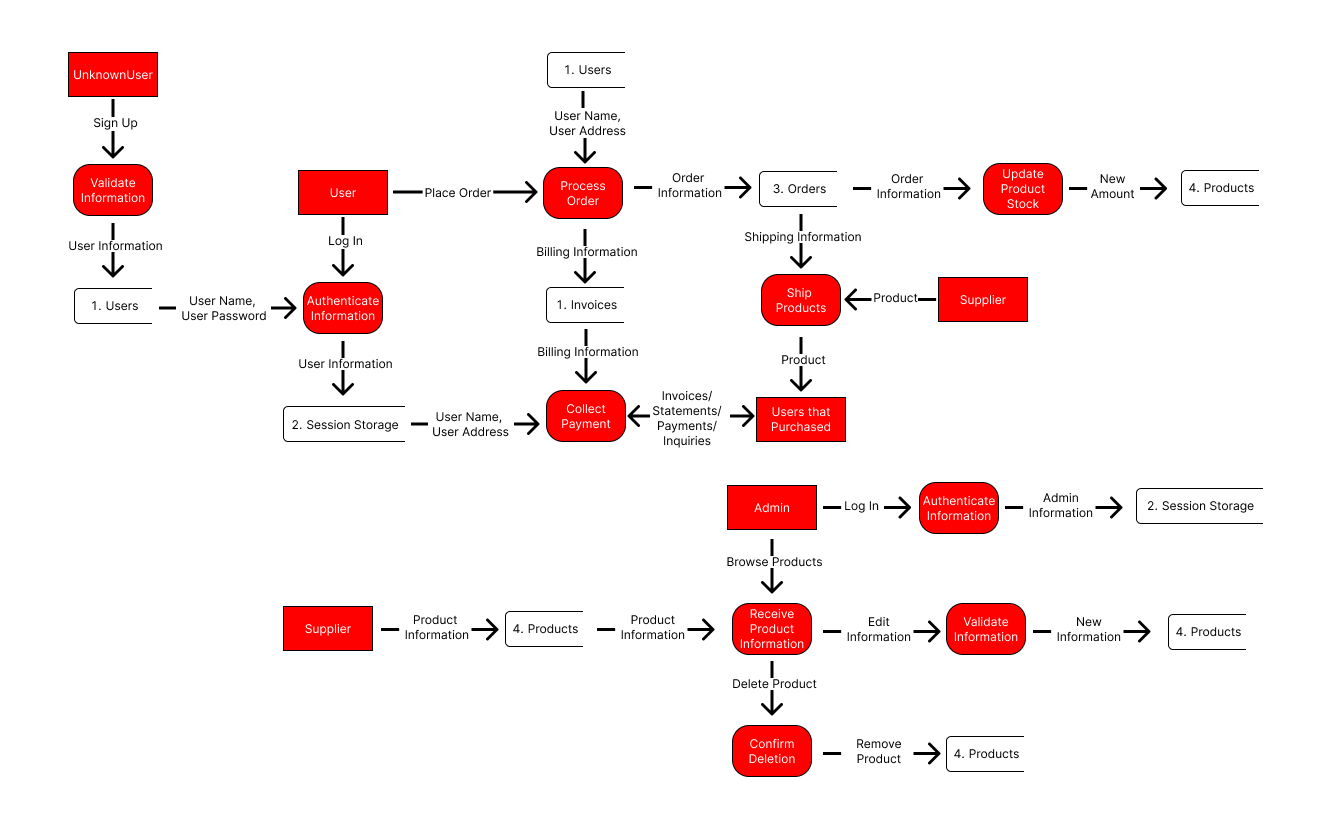 UnknownUser
Sign Up
Validate
Information
User Information
1. Users
User Name,
User Password
User
Log In
Authenticate
Information
User Information
2. Session Storage
User Name,
User Address
Place Order
1. Users
User Name,
User Address
Process
Order
Billing Information
1. Invoices
Billing Information
Collect
Payment
Order
Information
3. Orders
Order
Information
Update
Product
Stock
New
Amount
4. Products
Shipping Information
Ship
Products
Product
Supplier
Product
Users that
Purchased
Invoices/
Statements/
Payments/
Inquiries
Admin
Log In
Authenticate
Information
Admin
Information
2. Session Storage
Browse Products
Supplier
Product
Information
4. Products
Product
Information
Receive
Product
Information
Edit
Information
Validate
Information
New
Information
4. Products
Delete Product
Confirm
Deletion
Remove
Product
4. Products